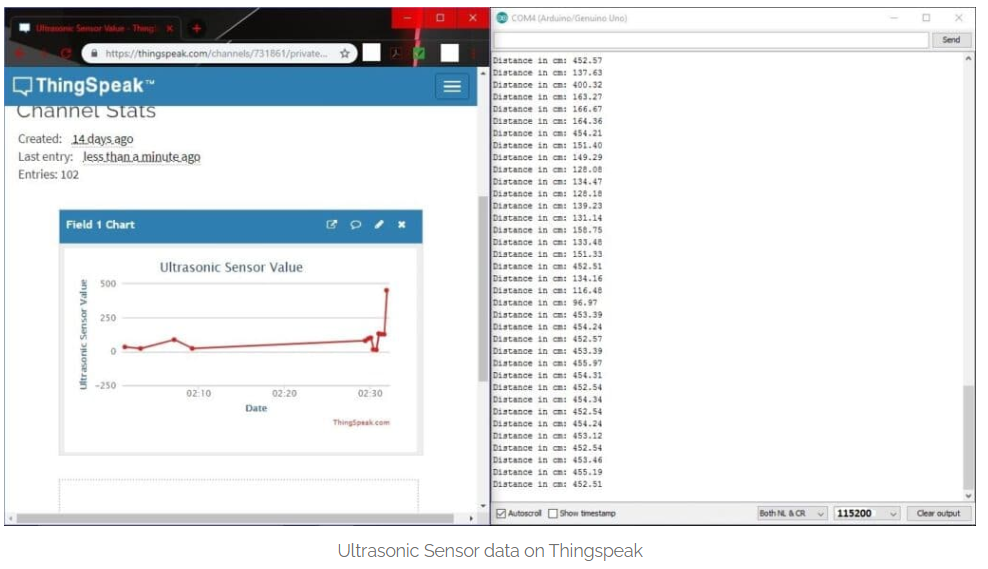 Ultrasonic Sensor Value - Thing
https://thingspeak.com/channels/731861/private...
ThingSpeak™
Channel Stats
Created: 14 days ago
Last entry: less than a minute ago
Entries: 102
Field 1 Chart
Ultrasonic Sensor Value
Ultrasonic Sensor Value
500
250
0
-250
02:10 02:20 02:30
Date
ThingSpeak.com
COM4 (Arduino/Genuino Uno)
Send
Distance in cm: 452.57
Distance in cm: 137.63
Distance in cm: 400.32
Distance in cm: 163.27
Distance in cm: 166.67
Distance in cm: 164.36
Distance in cm: 454.21
Distance in cm: 151.40
Distance in cm: 149.29
Distance in cm: 128.08
Distance in cm: 134.47
Distance in cm: 128.18
Distance in cm: 139.23
Distance in cm: 131.14
Distance in cm: 158.75
Distance in cm: 133.48
Distance in cm: 151.33
Distance in cm: 452.51
Distance in cm: 134.16
Distance in cm: 116.48
Distance in cm: 96.97
Distance in cm: 453.39
Distance in cm: 454.24
Distance in cm: 452.57
Distance in cm: 453.39
Distance in cm: 455.97
Distance in cm: 454.31
Distance in cm: 452.54
Distance in cm: 454.34
Distance in cm: 452.54
Distance in cm: 454.24
Distance in cm: 453.12
Distance in cm: 452.54
Distance in cm: 453.46
Distance in cm: 455.19
Distance in cm: 452.51
Autoscroll Show timestamp
Both NL & CR
115200
Clear output
Ultrasonic Sensor data on Thingspeak